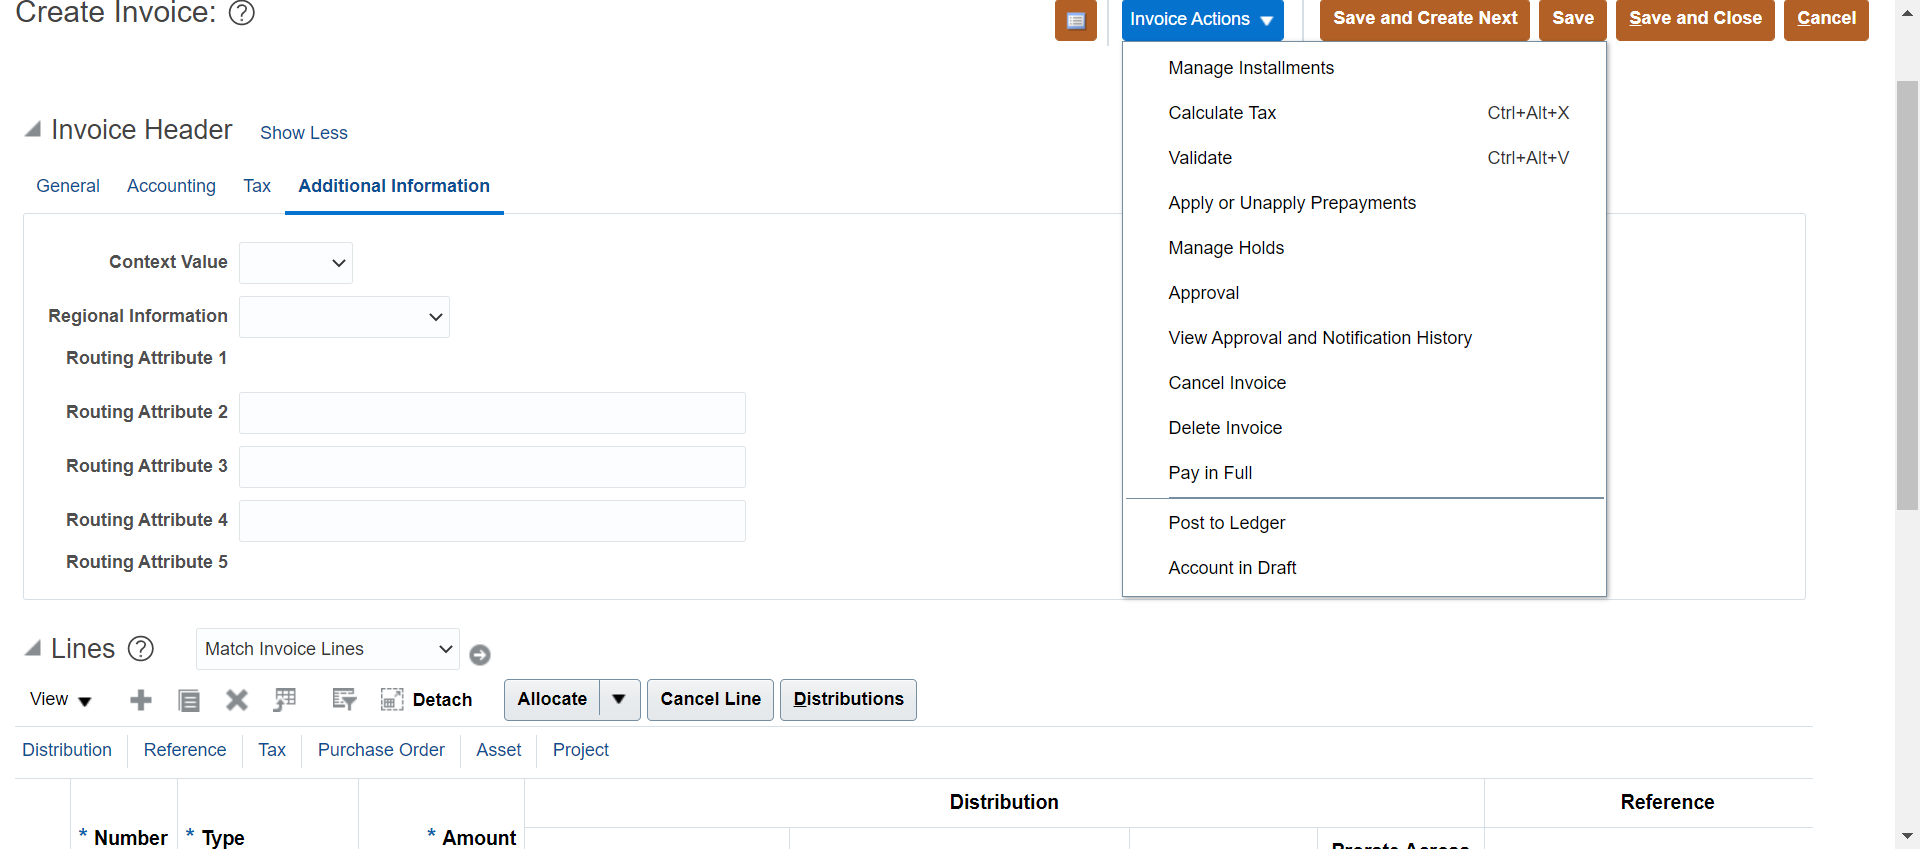 Create Invoice: ?
Invoice Actions
Save and Create Next
Save
Save and Close
Cancel
Manage Installments
Calculate Tax Ctrl+Alt+X
Validate Ctrl+Alt+V
Apply or Unapply Prepayments
Manage Holds
Approval
View Approval and Notification History
Cancel Invoice
Delete Invoice
Pay in Full
Post to Ledger
Account in Draft
Invoice Header Show Less
General Accounting Tax Additional Information
Context Value
Regional Information
Routing Attribute 1
Routing Attribute 2
Routing Attribute 3
Routing Attribute 4
Routing Attribute 5
Lines ? Match Invoice Lines
View Detach Allocate Cancel Line Distributions
Distribution Reference Tax Purchase Order Asset Project
Distribution Reference
* Number * Type * Amount
Prorate Across